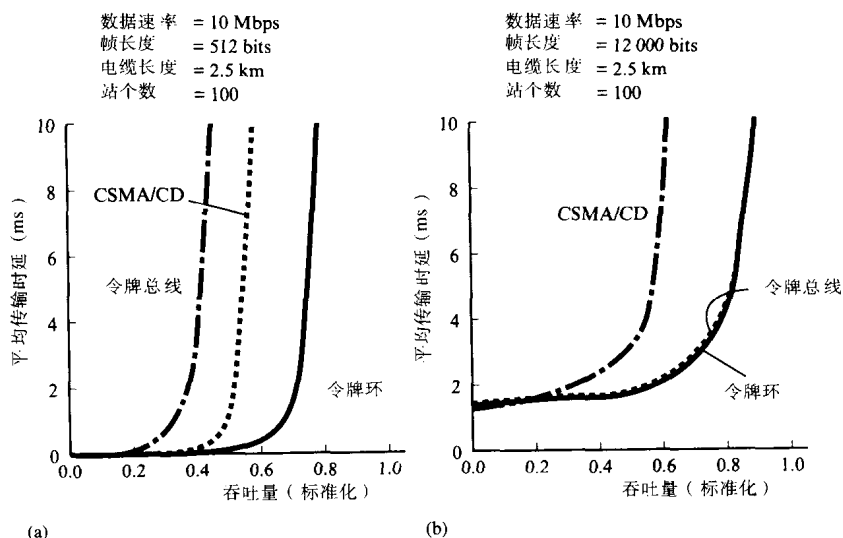 数据速率 = 10 Mbps
帧长度 = 512 bits
电缆长度 = 2.5 km
站个数 = 100
10
8
6
4
2
0
平均传输时延（ms）
CSMA/CD
令牌总线
令牌环
0.0 0.2 0.4 0.6 0.8 1.0
吞吐量（标准化）
(a)
数据速率 = 10 Mbps
帧长度 = 12 000 bits
电缆长度 = 2.5 km
站个数 = 100
10
8
6
4
2
0
平均传输时延（ms）
CSMA/CD
令牌总线
令牌环
0.0 0.2 0.4 0.6 0.8 1.0
吞吐量（标准化）
(b)